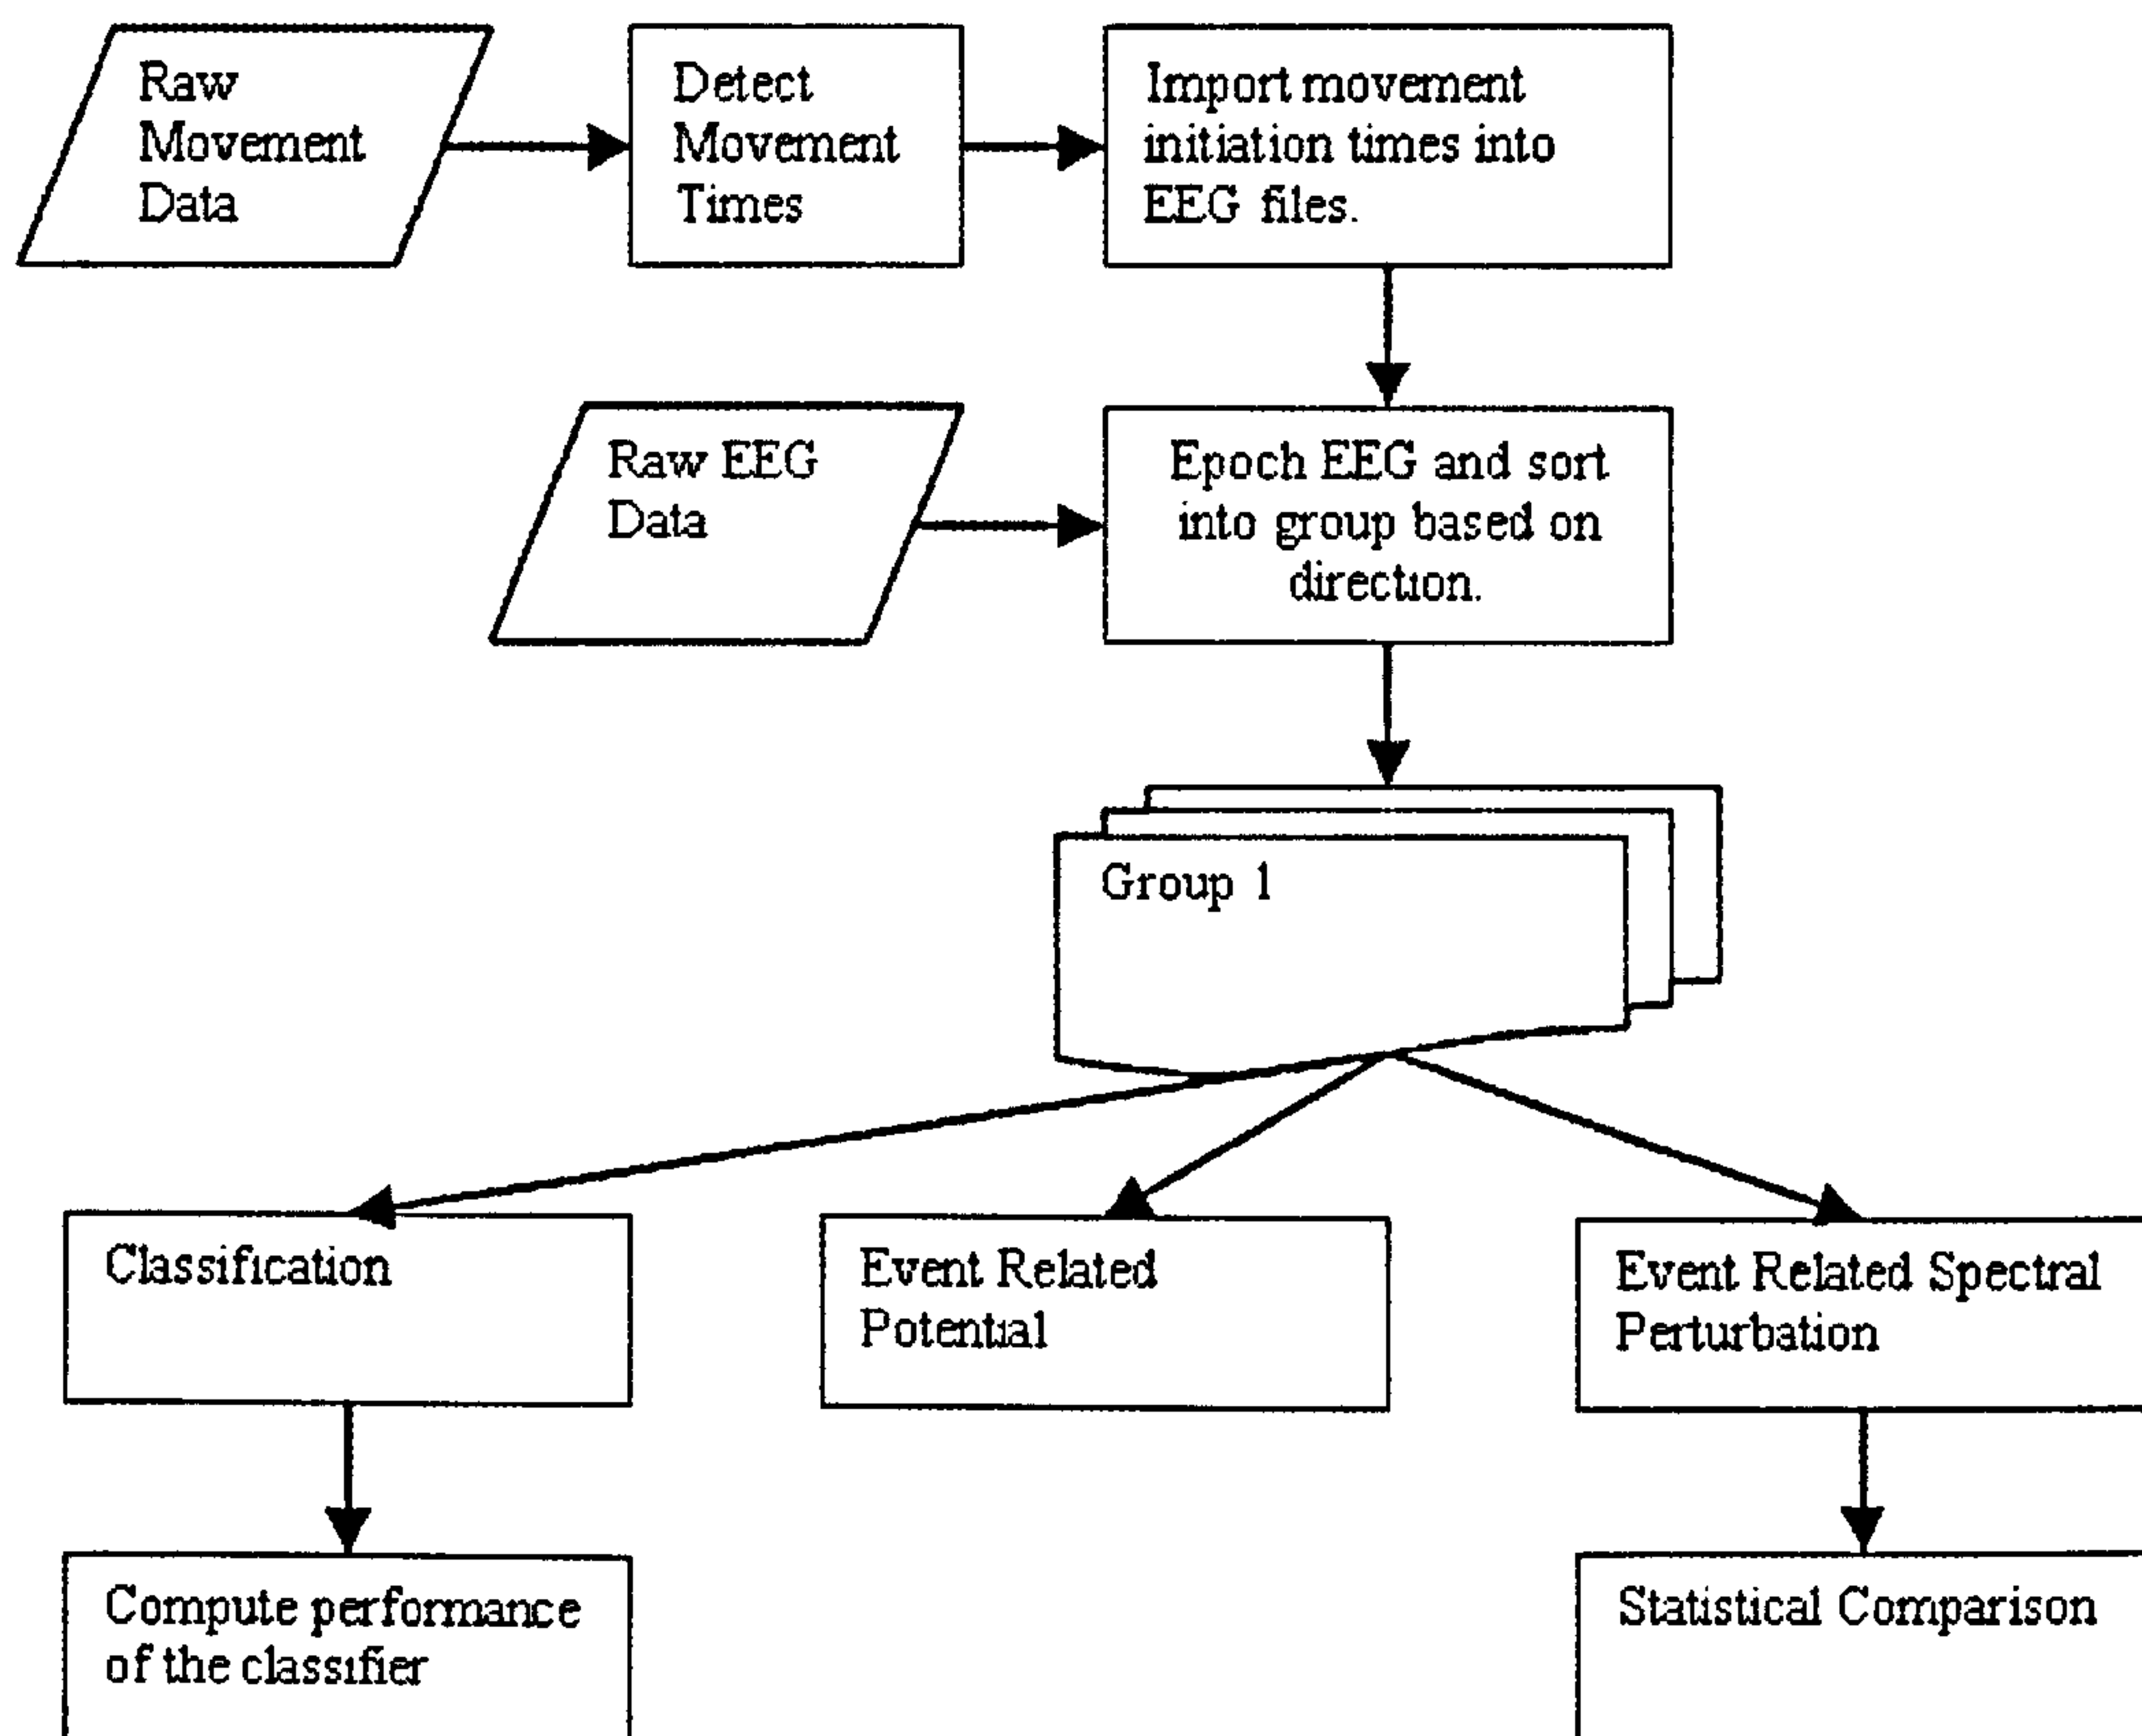 Raw
Movement
Data
Detect
Movement
Times
Import movement
initiation times into
EEG files.
Raw EEG
Data
Epoch EEG and sort
into group based on
direction.
Group 1
Classification
Event Related
Potential
Event Related Spectral
Perturbation
Compute performance
of the classifier
Statistical Comparison